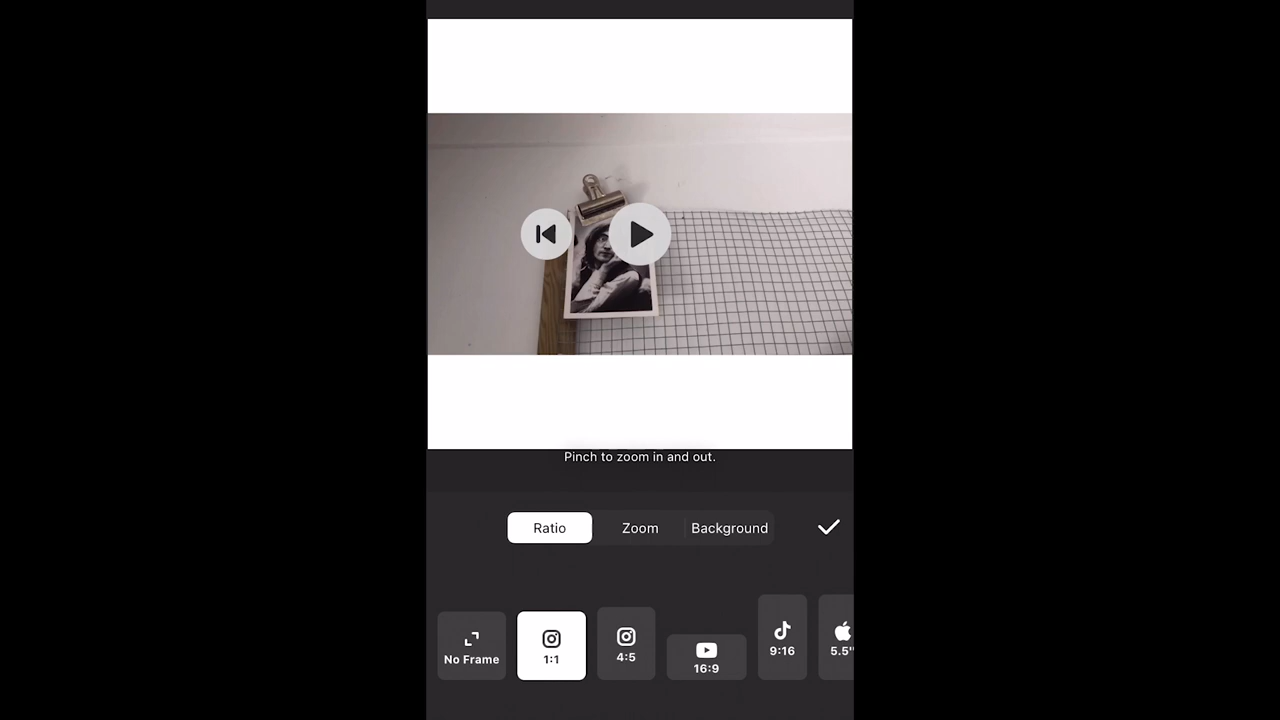 Pinch to zoom in and out.
Ratio Zoom Background
No Frame 1:1 4:5 16:9 9:16 5.5"